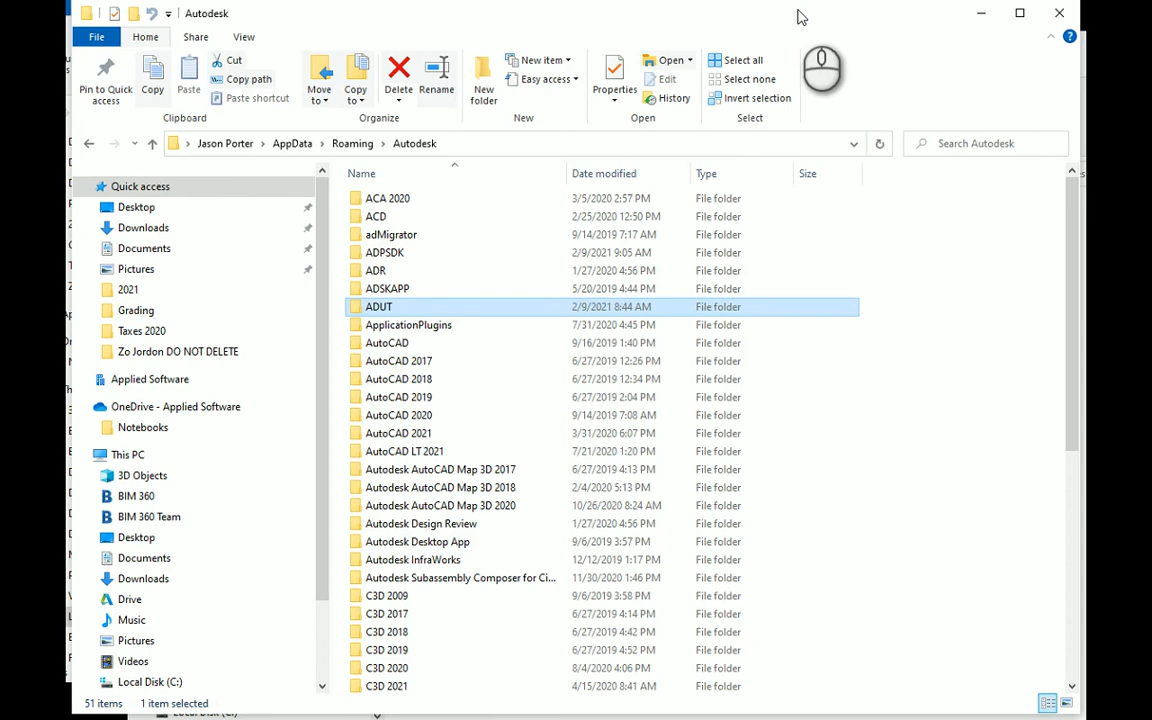 Autodesk
File Home Share View
Pin to Quick access
Copy
Paste
Cut
Copy path
Paste shortcut
Clipboard
Move to
Copy to
Delete
Rename
Organize
New folder
New item
Easy access
New
Properties
Open
Edit
History
Open
Select all
Select none
Invert selection
Select
Jason Porter AppData Roaming Autodesk
Search Autodesk
Name Date modified Type Size
Quick access
Desktop
Downloads
Documents
Pictures
2021
Grading
Taxes 2020
Zo Jordon DO NOT DELETE
Applied Software
OneDrive - Applied Software
Notebooks
This PC
3D Objects
BIM 360
BIM 360 Team
Desktop
Documents
Downloads
Drive
Music
Pictures
Videos
Local Disk (C:)
ACA 2020 3/5/2020 2:57 PM File folder
ACD 2/25/2020 12:50 PM File folder
adMigrator 9/14/2019 7:17 AM File folder
ADPSDK 2/9/2021 9:05 AM File folder
ADR 1/27/2020 4:56 PM File folder
ADSKAPP 5/20/2019 4:44 PM File folder
ADUT 2/9/2021 8:44 AM File folder
ApplicationPlugins 7/31/2020 4:45 PM File folder
AutoCAD 9/16/2019 1:40 PM File folder
AutoCAD 2017 6/27/2019 12:26 PM File folder
AutoCAD 2018 6/27/2019 12:34 PM File folder
AutoCAD 2019 6/27/2019 2:04 PM File folder
AutoCAD 2020 9/14/2019 7:08 AM File folder
AutoCAD 2021 3/31/2020 6:07 PM File folder
AutoCAD LT 2021 7/21/2020 1:20 PM File folder
Autodesk AutoCAD Map 3D 2017 6/27/2019 4:13 PM File folder
Autodesk AutoCAD Map 3D 2018 2/4/2020 5:13 PM File folder
Autodesk AutoCAD Map 3D 2020 10/26/2020 8:24 AM File folder
Autodesk Design Review 1/27/2020 4:56 PM File folder
Autodesk Desktop App 9/6/2019 3:57 PM File folder
Autodesk InfraWorks 12/12/2019 1:17 PM File folder
Autodesk Subassembly Composer for Ci... 11/30/2020 1:46 PM File folder
C3D 2009 9/6/2019 3:58 PM File folder
C3D 2017 6/27/2019 4:14 PM File folder
C3D 2018 6/27/2019 4:42 PM File folder
C3D 2019 6/27/2019 4:52 PM File folder
C3D 2020 8/4/2020 4:06 PM File folder
C3D 2021 4/15/2020 8:41 AM File folder
51 items 1 item selected